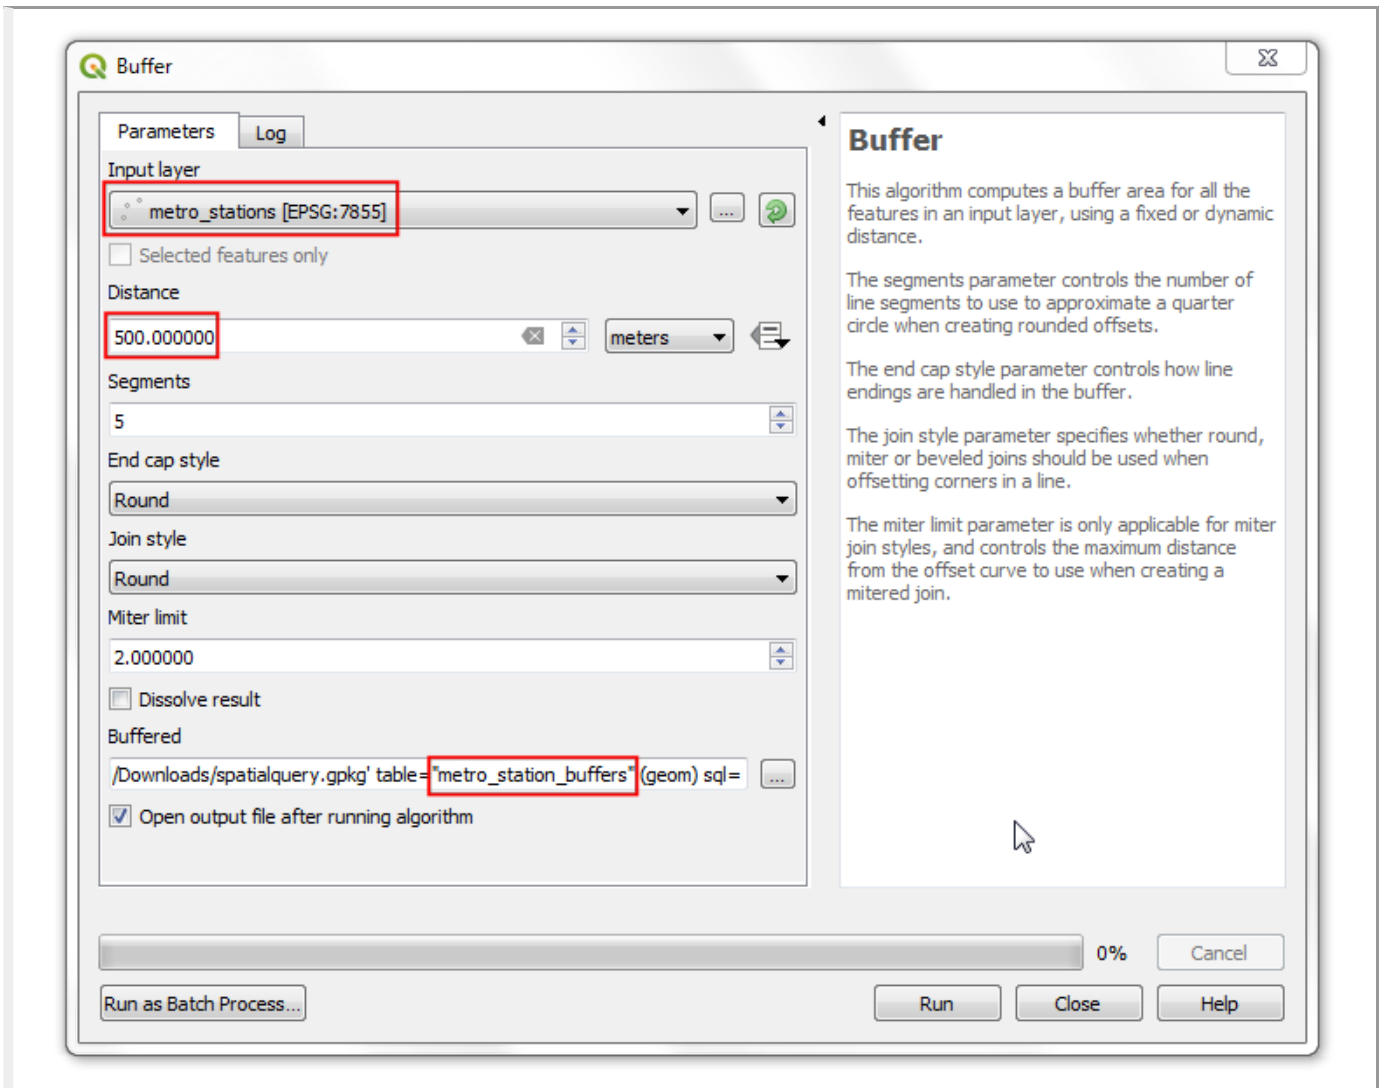 Buffer
Parameters
Log
Input layer
metro_stations [EPSG:7855]
...
Selected features only
Distance
500.000000
meters
Segments
5
End cap style
Round
Join style
Round
Miter limit
2.000000
Dissolve result
Buffered
/Downloads/spatialquery.gpkg' table="metro_station_buffers" (geom) sql=
...
Open output file after running algorithm
Buffer
This algorithm computes a buffer area for all the
features in an input layer, using a fixed or dynamic
distance.
The segments parameter controls the number of
line segments to use to approximate a quarter
circle when creating rounded offsets.
The end cap style parameter controls how line
endings are handled in the buffer.
The join style parameter specifies whether round,
miter or beveled joins should be used when
offsetting corners in a line.
The miter limit parameter is only applicable for miter
join styles, and controls the maximum distance
from the offset curve to use when creating a
mitered join.
0%
Cancel
Run as Batch Process...
Run
Close
Help